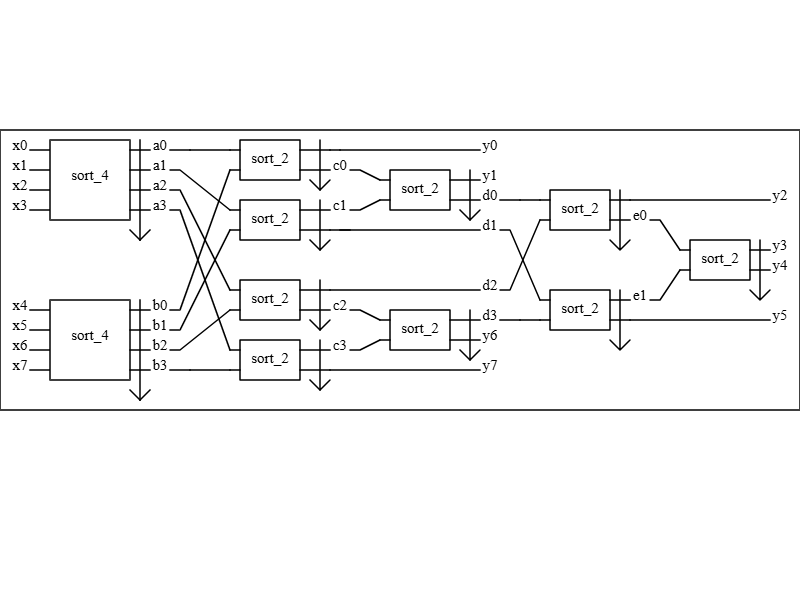 x0 a0 y0
sort_2
x1 a1 c0 y1
sort_4 sort_2
x2 a2 d0 y2
x3 a3 c1 sort_2 e0
sort_2 d1
y3
sort_2
y4
b0 sort_2 d2
x4 c2 e1
x5 b1 d3 sort_2 y5
sort_4 sort_2
x6 b2 c3 y6
sort_2
x7 b3 y7